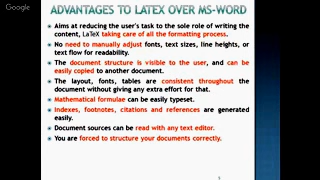 Google
ADVANTAGES TO LATEX OVER MS-WORD
Aims at reducing the user's task to the sole role of writing the
content, LaTeX taking care of all the formatting process.
No need to manually adjust fonts, text sizes, line heights, or
text flow for readability.
The document structure is visible to the user, and can be
easily copied to another document.
The layout, fonts, tables are consistent throughout the
document without giving any extra effort for that.
Mathematical formulae can be easily typeset.
Indexes, footnotes, citations and references are generated
easily.
Document sources can be read with any text editor.
You are forced to structure your documents correctly.